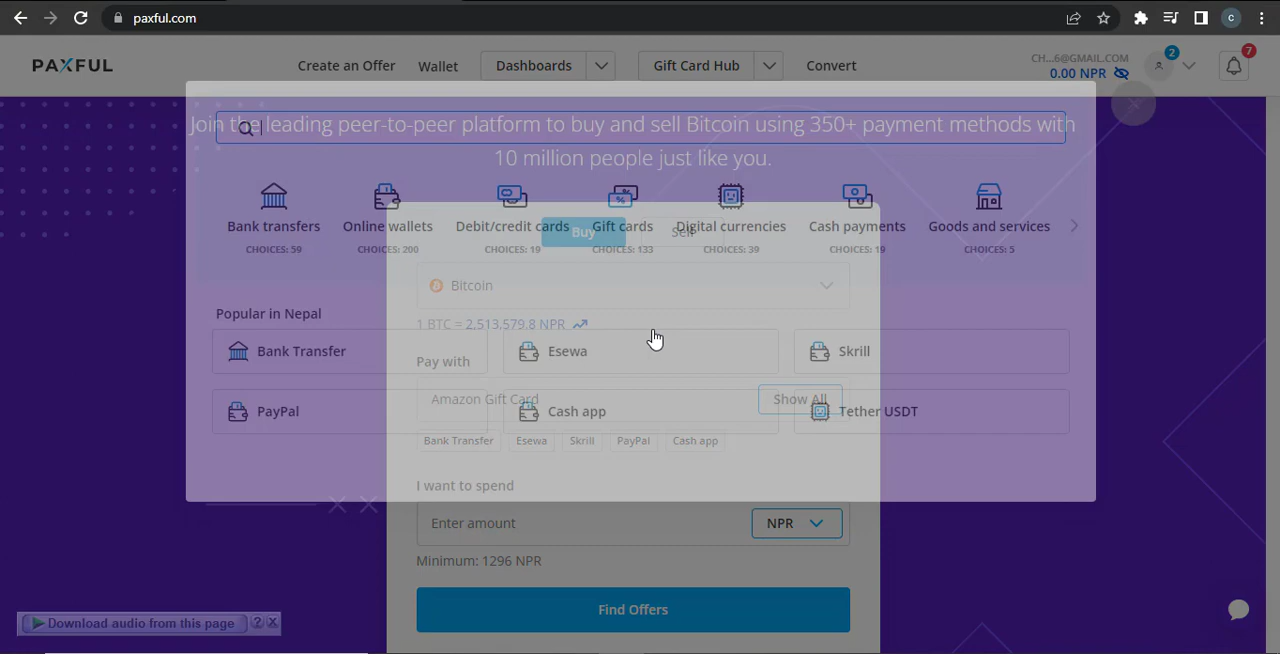 paxful.com
PAXFUL
Create an Offer
Wallet
Dashboards
Gift Card Hub
Convert
CH...6@GMAIL.COM
0.00 NPR
2
7
C
Join the leading peer-to-peer platform to buy and sell Bitcoin using 350+ payment methods with
10 million people just like you.
Bank transfers
Online wallets
Debit/credit cards
Gift cards
Digital currencies
Cash payments
Goods and services
CHOICES: 59
CHOICES: 200
CHOICES: 19
CHOICES: 133
CHOICES: 39
CHOICES: 19
CHOICES: 5
Buy
Sell
Bitcoin
1 BTC = 2,513,579.8 NPR
Popular in Nepal
Bank Transfer
Esewa
Skrill
Pay with
Amazon Gift Card
Show All
PayPal
Cash app
Tether USDT
Bank Transfer
Esewa
Skrill
PayPal
Cash app
I want to spend
Enter amount
NPR
Minimum: 1296 NPR
Find Offers
Download audio from this page
?